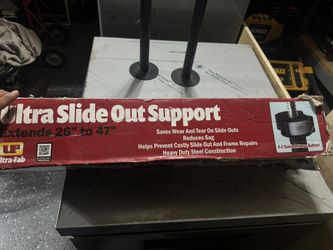 Ultra Slide Out Support
Extends 26" to 47"
Saves Wear And Tear On Slide Outs
Reduces Sag
Helps Prevent Costly Slide Out And Frame Repairs
Heavy Duty Steel Construction
UF
Ultra-Fab